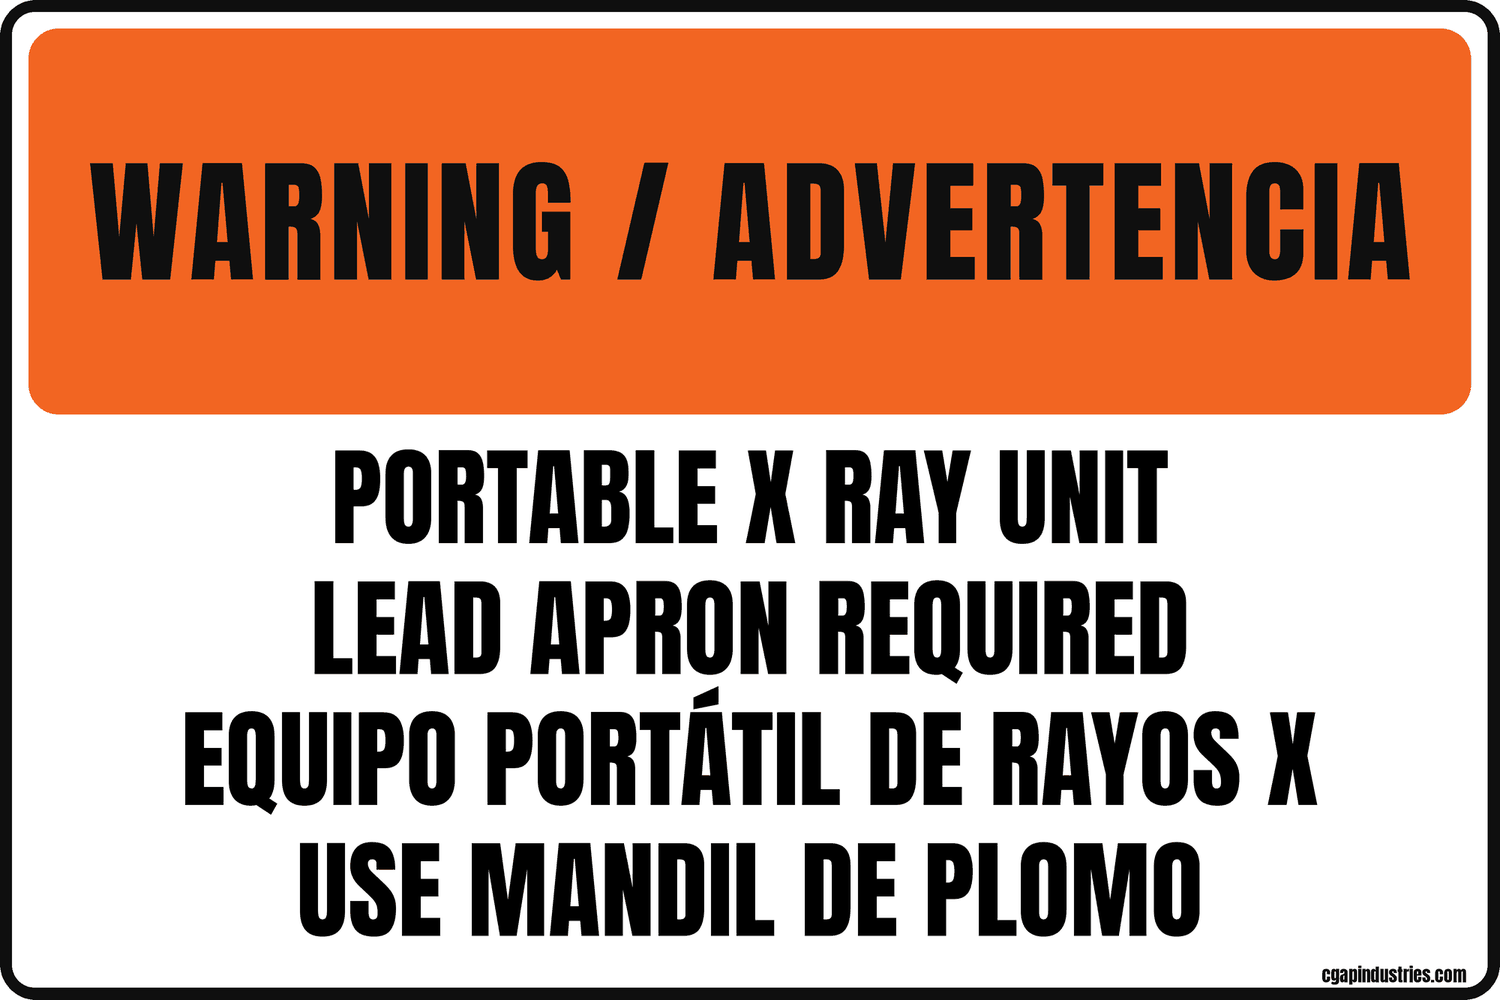 WARNING / ADVERTENCIA
PORTABLE X RAY UNIT
LEAD APRON REQUIRED
EQUIPO PORTÁTIL DE RAYOS X
USE MANDIL DE PLOMO
cgapindustries.com